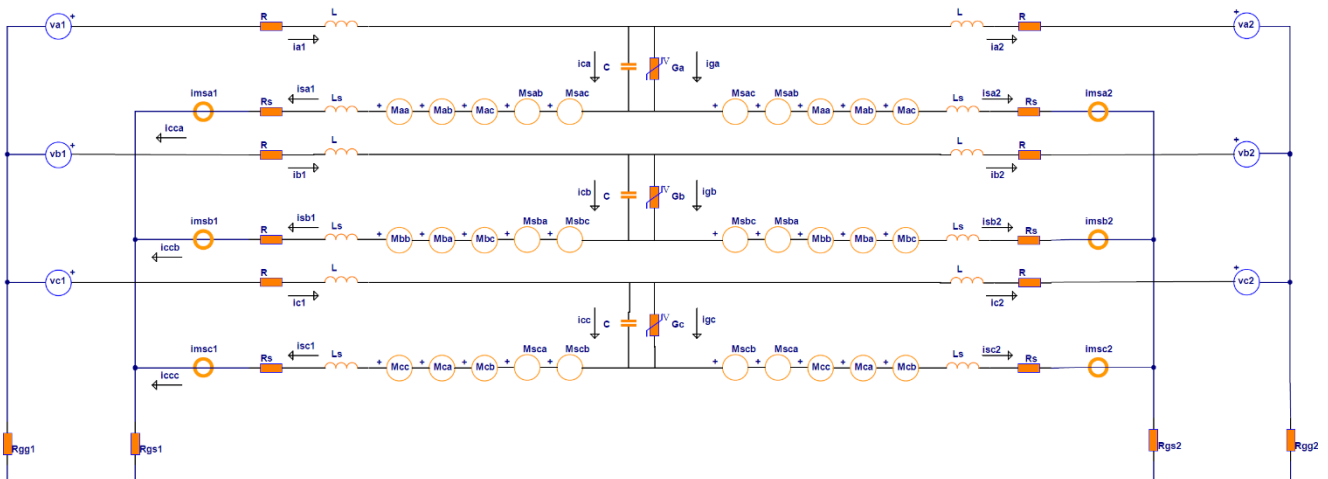 va1 + R L L R + va2
ia1 ia2
ica C JV Ga iga
imsa1 Rs isa1 Ls Msab Msac Msac Msab Ls isa2 Rs imsa2
+ Maa + Mab + Mac + + + + + Maa + Mab + Mac
icca
vb1 + R L L R + vb2
ib1 ib2
icb C JV Gb igb
imsb1 R isb1 Ls Msba Msbc Msbc Msba Ls isb2 Rs imsb2
+ Mbb + Mba + Mbc + + + + + Mbb + Mba + Mbc
iccb
vc1 + R L L R + vc2
ic1 ic2
icc C JV Gc igc
imsc1 Rs isc1 Ls Msca Mscb Mscb Msca Ls isc2 Rs imsc2
+ Mcc + Mca + Mcb + + + + + Mcc + Mca + Mcb
iccc
Rgg1 Rgs1 Rgs2 Rgg2